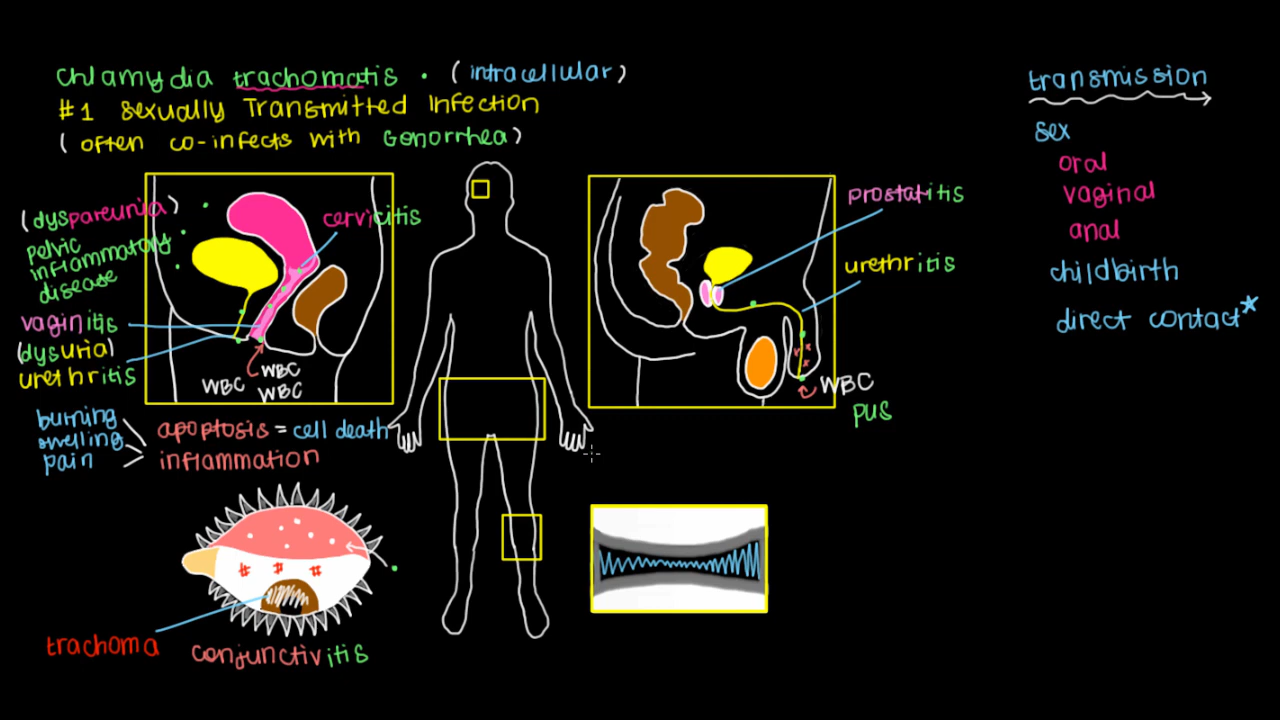 chlamydia trachomatis • (intracellular)
#1 sexually Transmitted Infection
(often co-infects with Gonorrhea)
(dyspareunia)
pelvic
inflammatory
disease
cervicitis
vaginitis
(dysuria)
urethritis
WBC WBC
WBC
burning
swelling
pain
apoptosis = cell death
inflammation
trachoma
conjunctivitis
prostatitis
urethritis
WBC
pus
transmission
sex
oral
vaginal
anal
childbirth
direct contact*